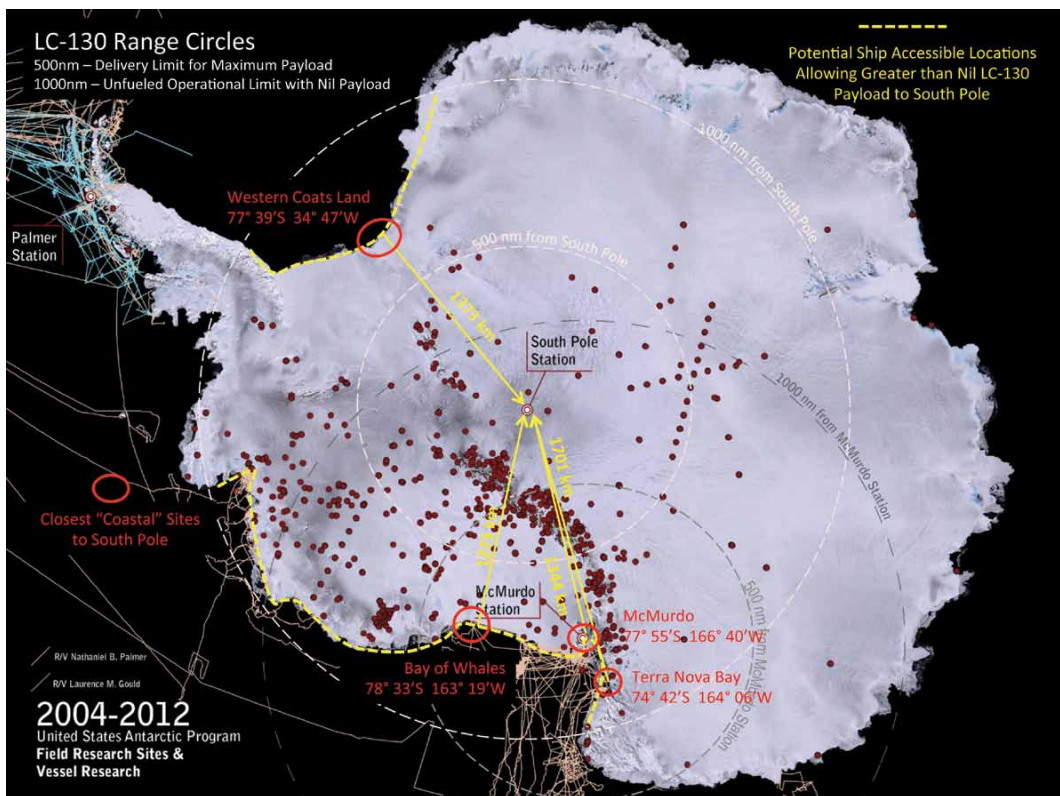 LC-130 Range Circles
500nm – Delivery Limit for Maximum Payload
1000nm – Unfueled Operational Limit with Nil Payload
Potential Ship Accessible Locations
Allowing Greater than Nil LC-130
Payload to South Pole
1000 nm from South Pole
Western Coats Land
77° 39'S 34° 47'W
Palmer
Station
500 nm from South Pole
South Pole
Station
1000 nm from McMurdo Station
1701 km
Closest "Coastal" Sites
to South Pole
1344 km
McMurdo
Station
McMurdo
77° 55'S 166° 40'W
500 nm from McMurdo Station
Bay of Whales
78° 33'S 163° 19'W
Terra Nova Bay
74° 42'S 164° 06'W
R/V Nathaniel B. Palmer
R/V Laurence M. Gould
2004-2012
United States Antarctic Program
Field Research Sites &
Vessel Research